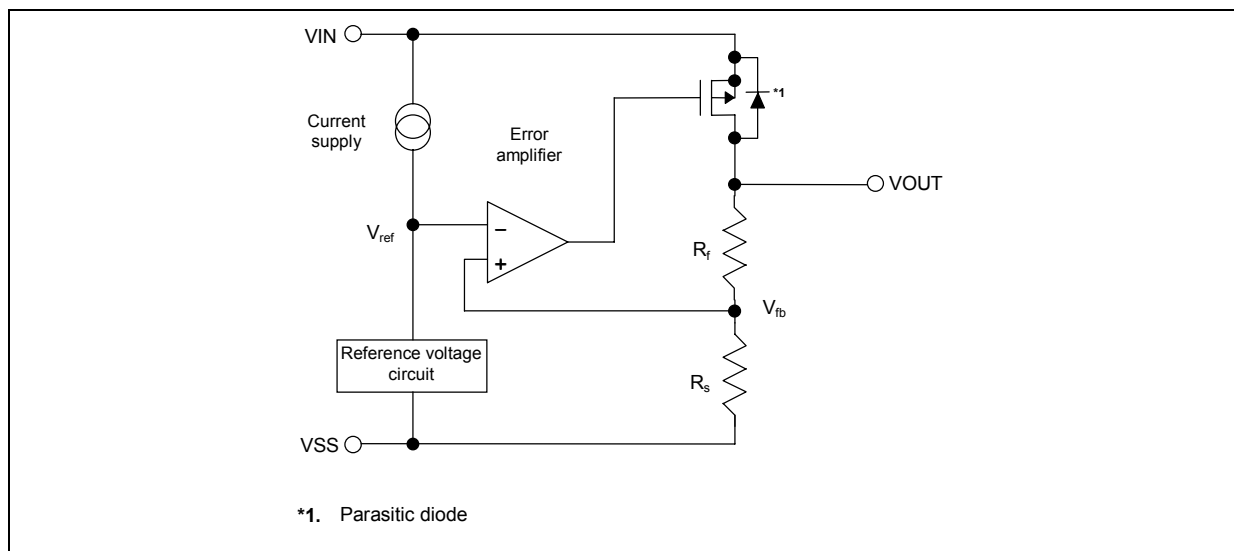 VIN
*1
Current
supply
Error
amplifier
VOUT
Vref
−
+
Rf
Vfb
Reference voltage
circuit
Rs
VSS
*1. Parasitic diode